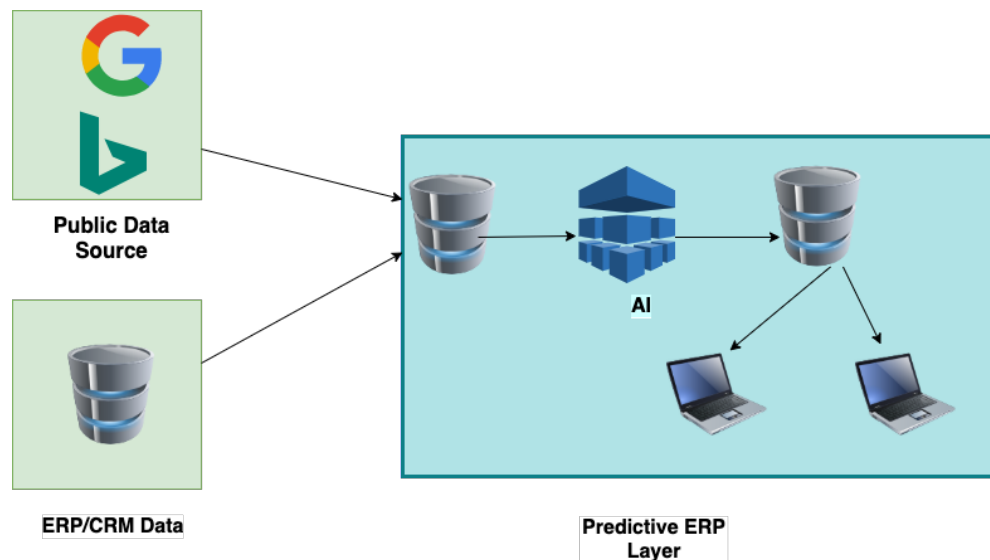 Public Data
Source
AI
ERP/CRM Data
Predictive ERP
Layer